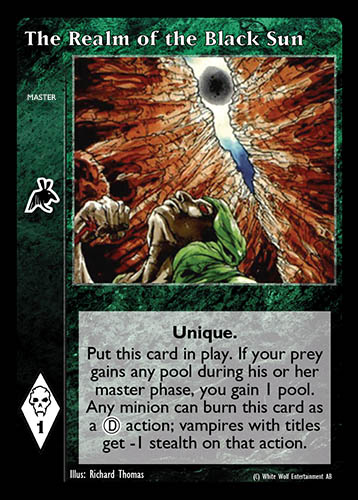 The Realm of the Black Sun
MASTER
Unique.
Put this card in play. If your prey
gains any pool during his or her
master phase, you gain 1 pool.
Any minion can burn this card as
a Ⓓ action; vampires with titles
get -1 stealth on that action.
1
Illus: Richard Thomas
(C) White Wolf Entertainment AB